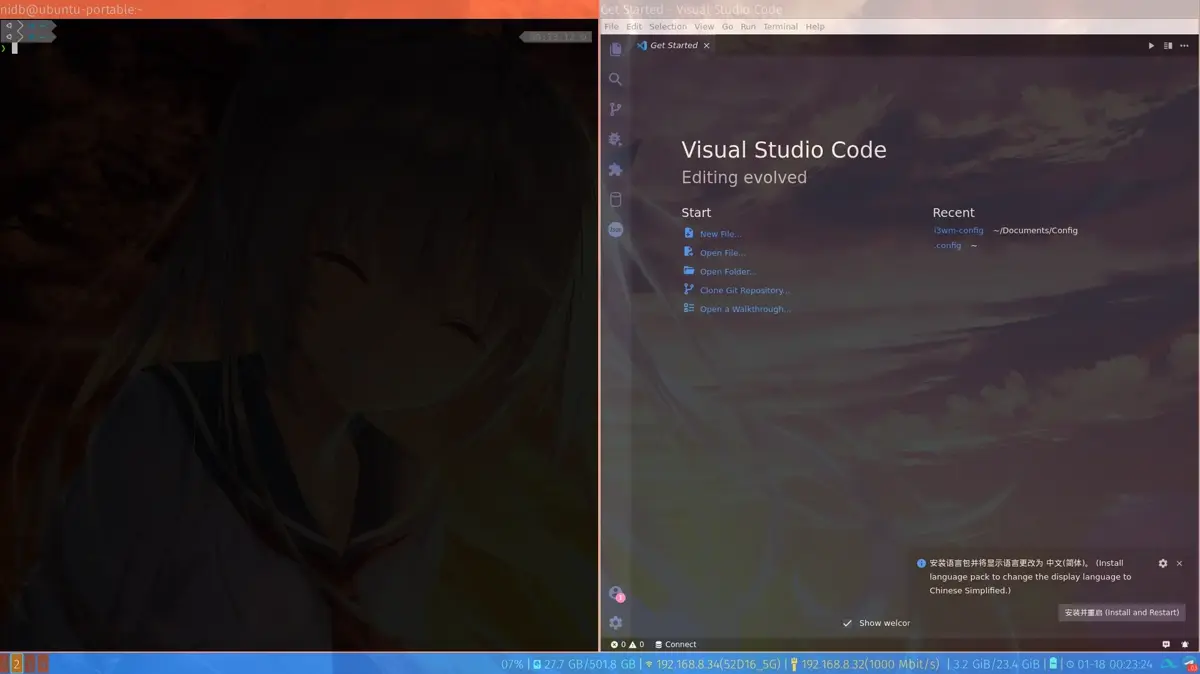 nidb@ubuntu-portable:~
Get Started - Visual Studio Code
File Edit Selection View Go Run Terminal Help
Get Started
Visual Studio Code
Editing evolved
Start
New File...
Open File...
Open Folder...
Clone Git Repository...
Open a Walkthrough...
Recent
i3wm-config ~/Documents/Config
.config ~
安装语言包并将显示语言更改为 中文(简体)。 (Install
language pack to change the display language to
Chinese Simplified.)
安装并重启 (Install and Restart)
Show welcor
0 0 Connect
2
07% | 27.7 GB/501.8 GB | 192.168.8.34(52D16_5G) | 192.168.8.32(1000 Mbit/s) | 3.2 GiB/23.4 GiB | 01-18 00:23:24